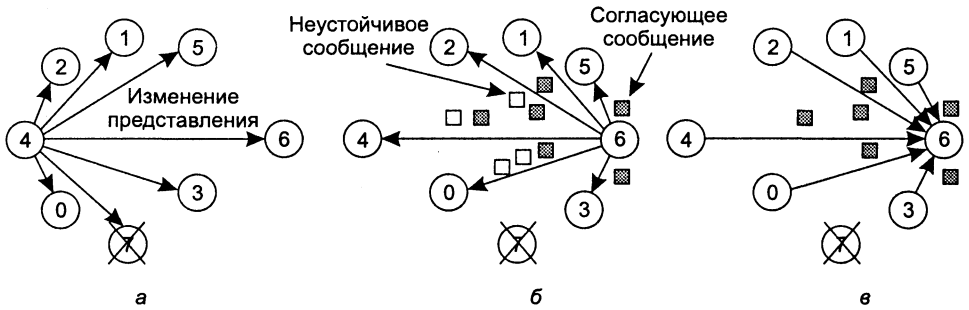 Неустойчивое
сообщение
Согласующее
сообщение
Изменение
представления
1
2
5
4
6
0
3
7
а
2
1
5
4
6
0
3
7
б
2
1
5
4
6
0
3
7
в